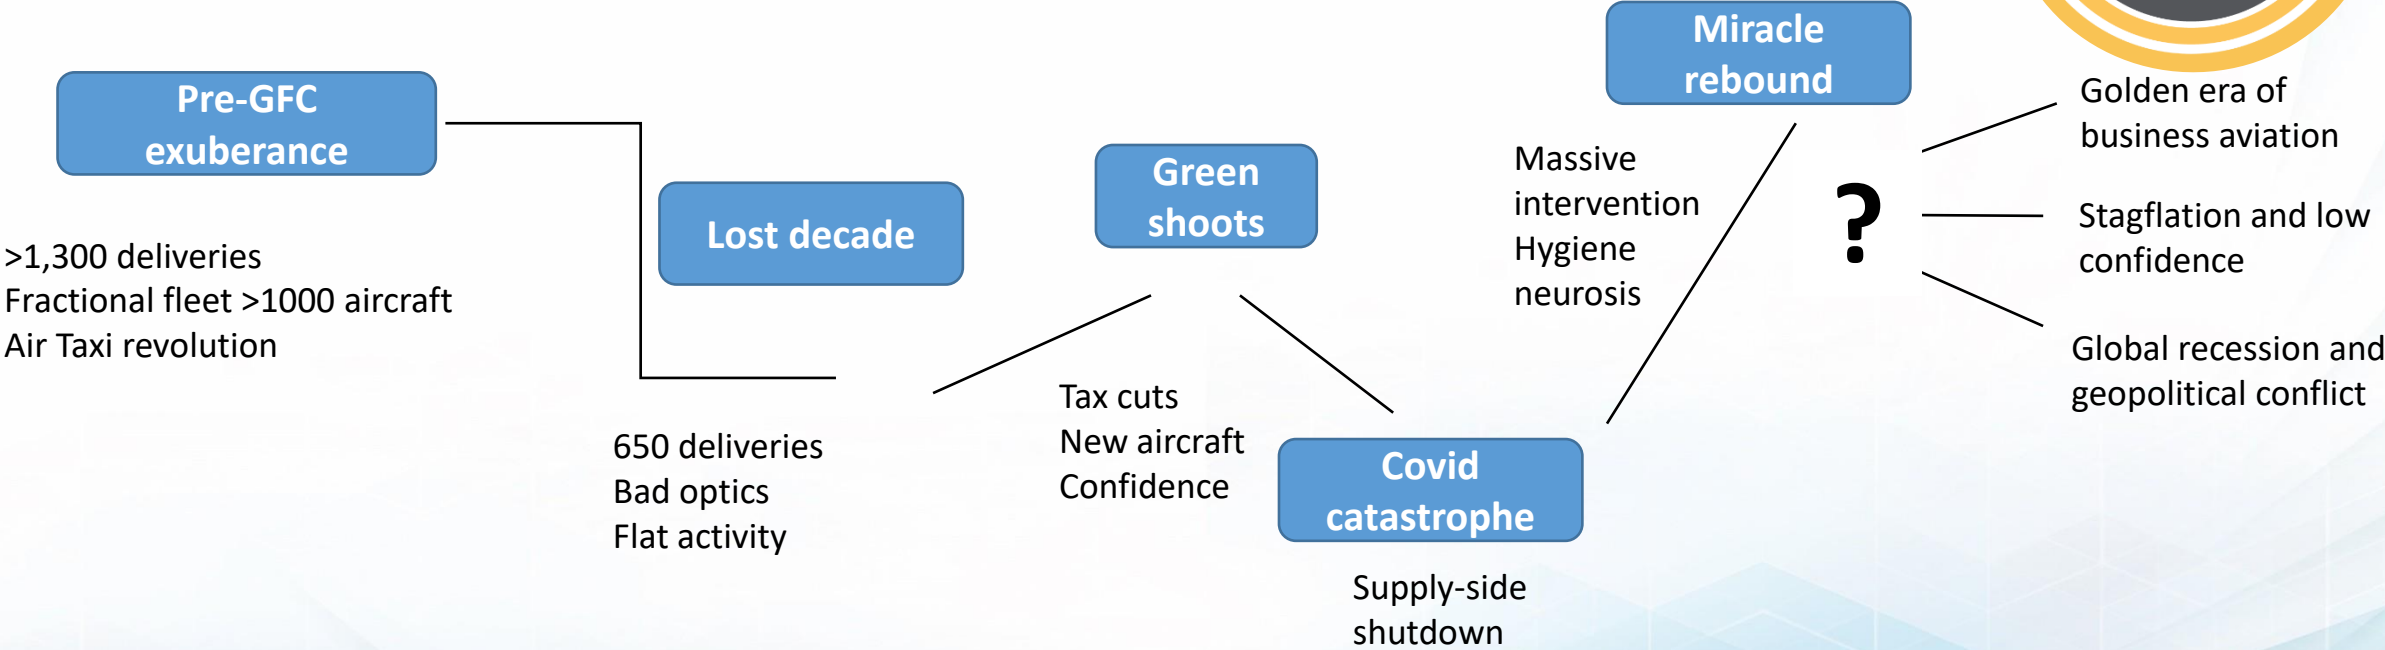 Pre-GFC
exuberance
>1,300 deliveries
Fractional fleet >1000 aircraft
Air Taxi revolution
Lost decade
650 deliveries
Bad optics
Flat activity
Green
shoots
Tax cuts
New aircraft
Confidence
Covid
catastrophe
Supply-side
shutdown
Miracle
rebound
Massive
intervention
Hygiene
neurosis
?
Golden era of
business aviation
Stagflation and low
confidence
Global recession and
geopolitical conflict